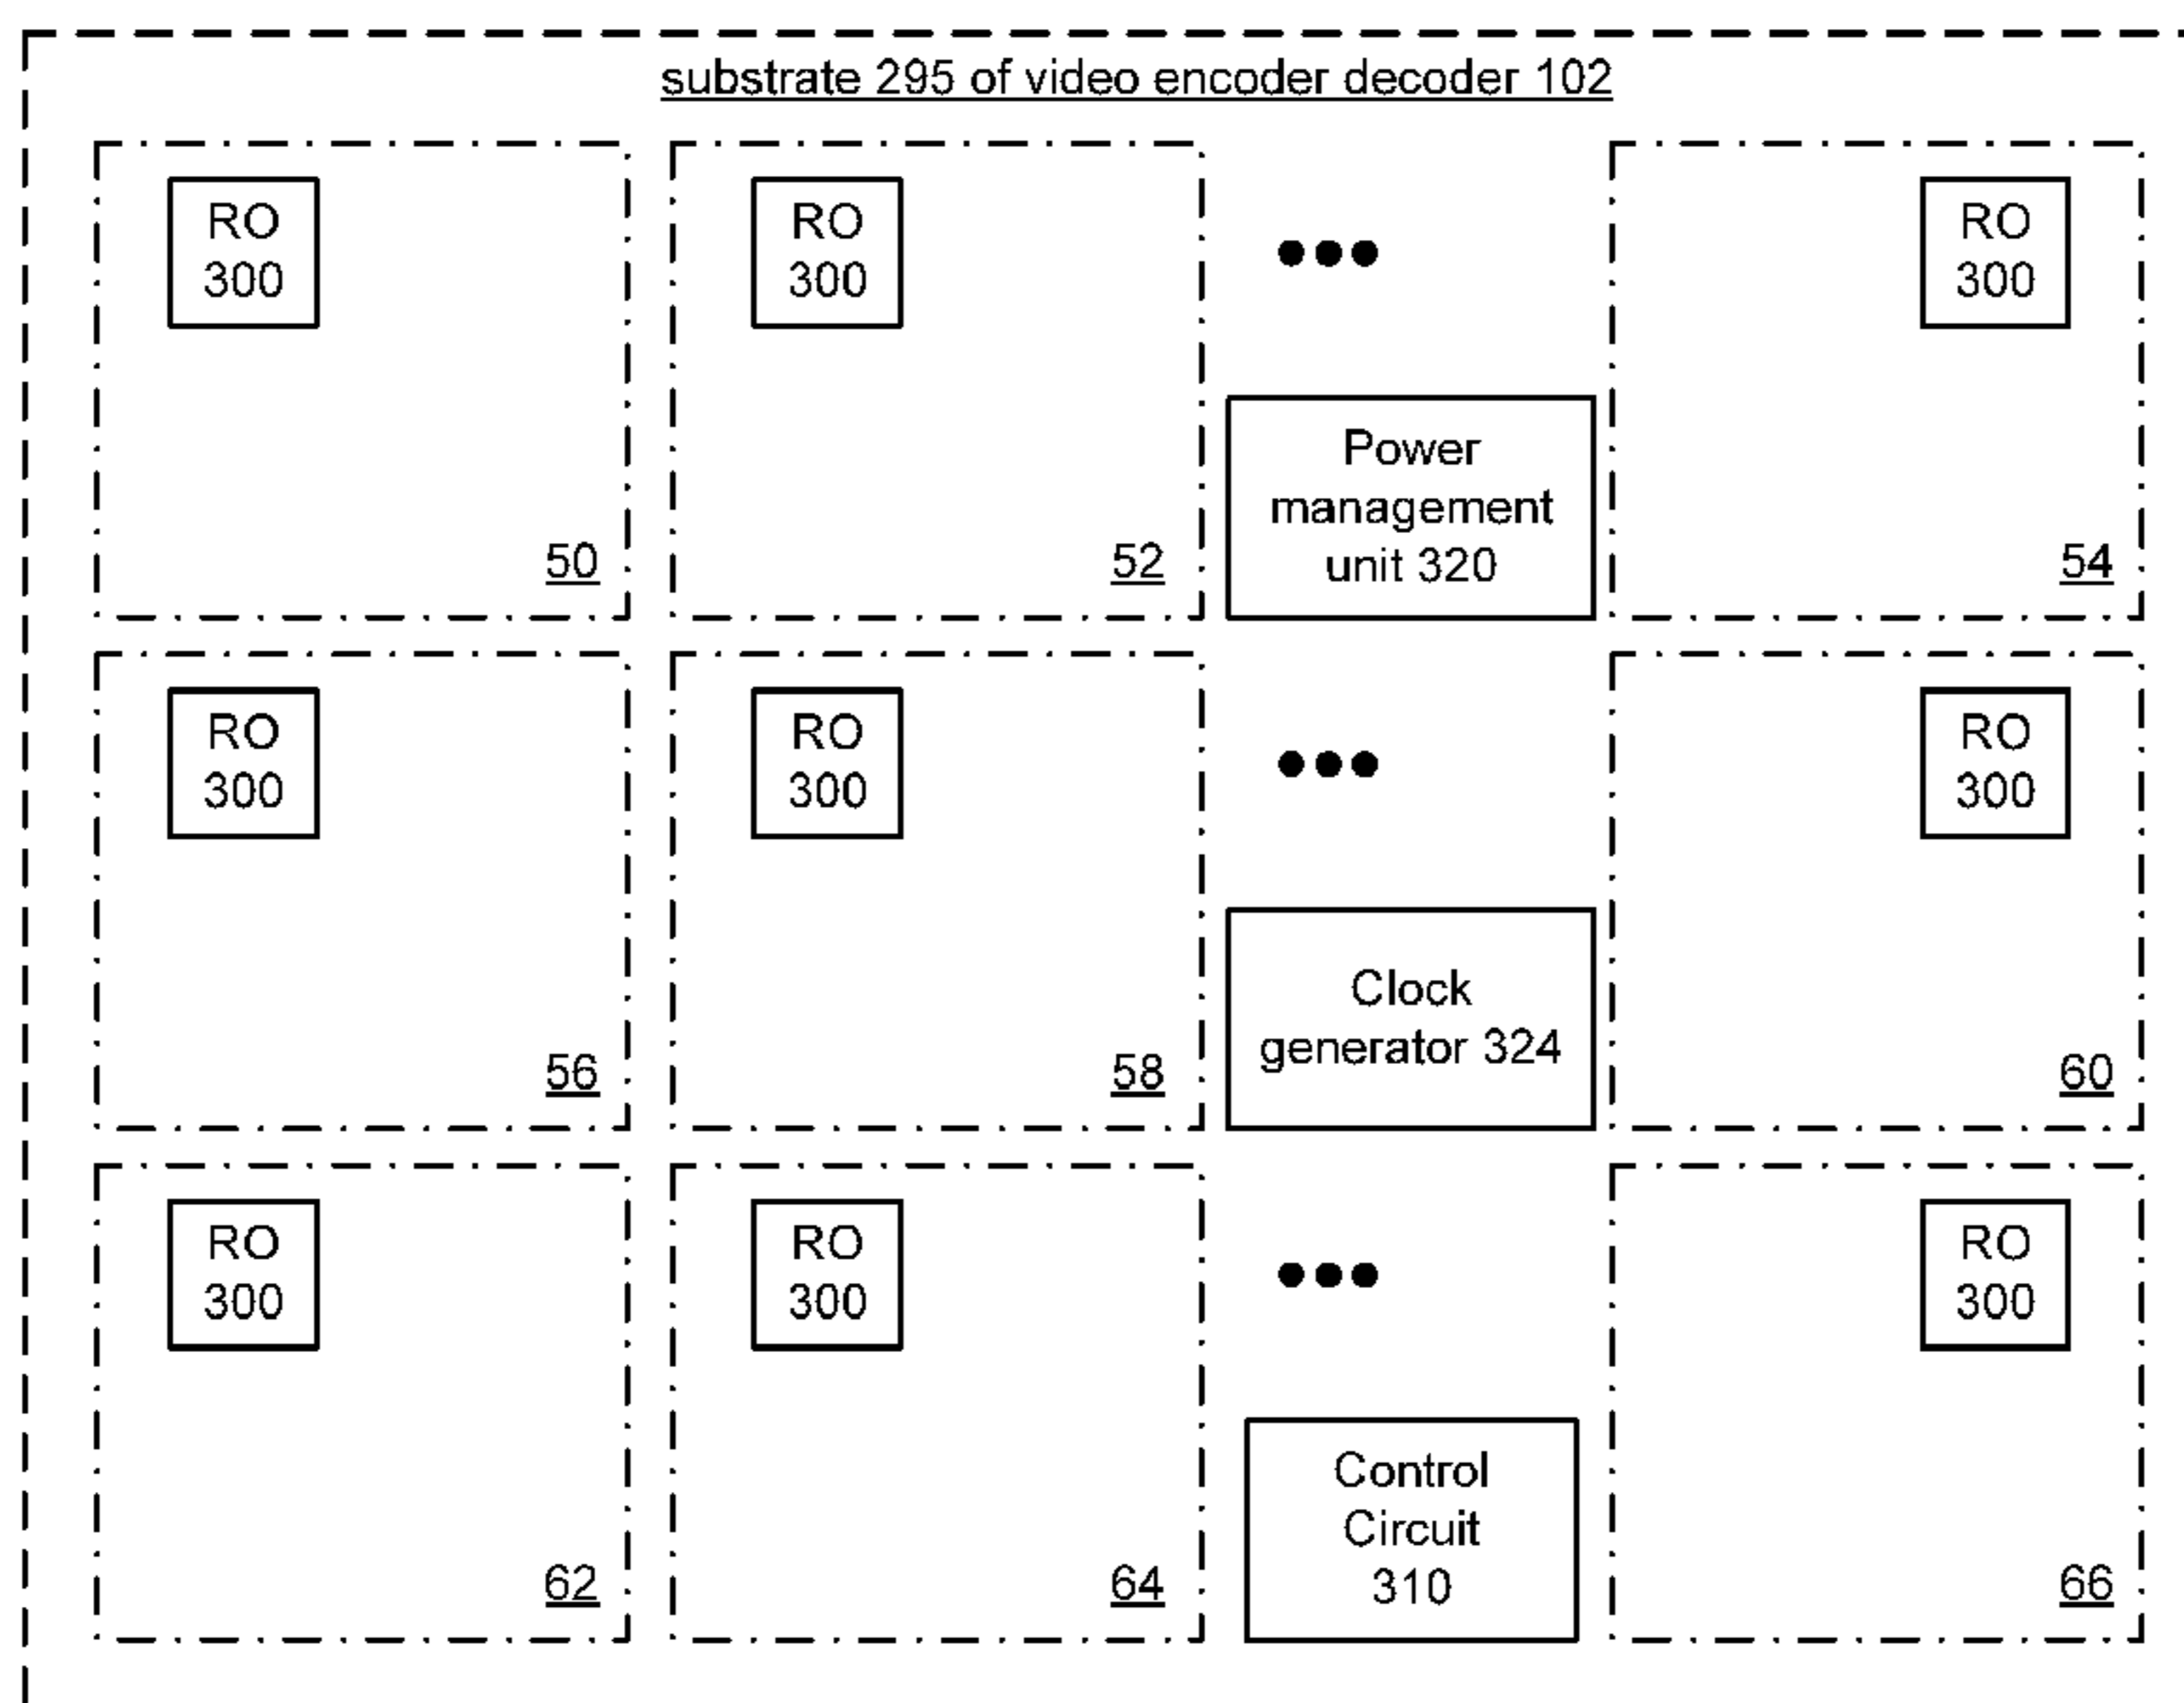 substrate 295 of video encoder decoder 102
RO
300
RO
300
RO
300
Power
management
unit 320
50
52
54
RO
300
RO
300
RO
300
Clock
generator 324
56
58
60
RO
300
RO
300
RO
300
Control
Circuit
310
62
64
66